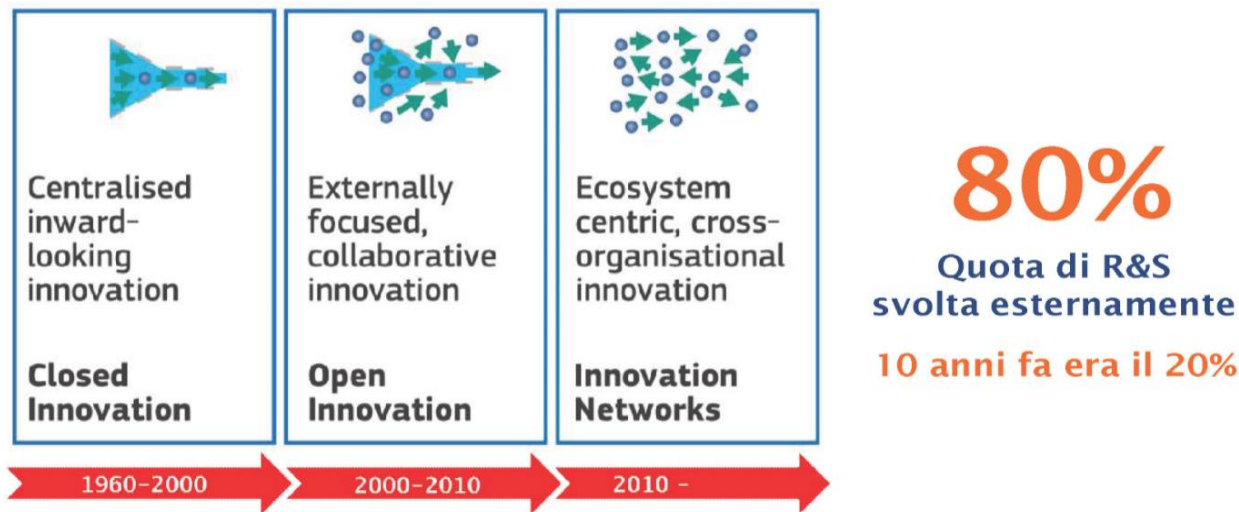 Centralised
inward-
looking
innovation
Closed
Innovation
Externally
focused,
collaborative
innovation
Open
Innovation
Ecosystem
centric, cross-
organisational
innovation
Innovation
Networks
1960-2000
2000-2010
2010 -
80%
Quota di R&S
svolta esternamente
10 anni fa era il 20%